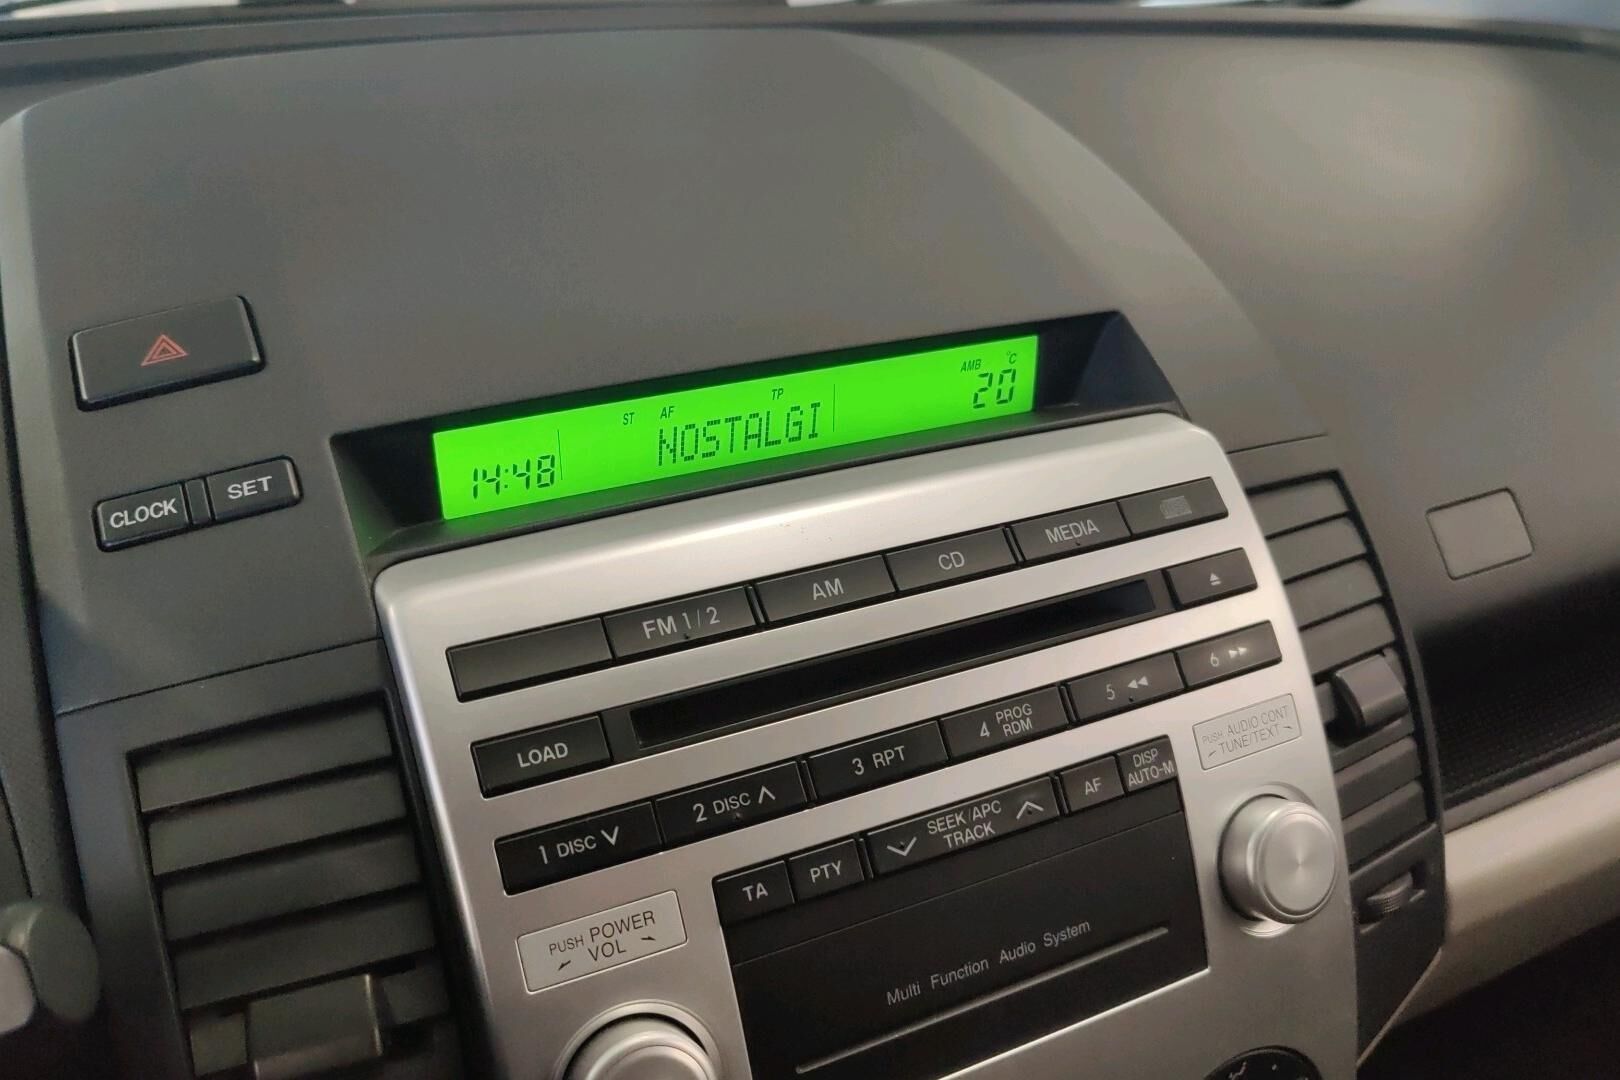 ST AF TP AMB °C
14:48 NOSTALGI 20
CLOCK SET
FM 1/2 AM CD MEDIA
LOAD
1 DISC 2 DISC 3 RPT 4 PROG RDM 5 6
TA PTY SEEK/APC TRACK AF DISP AUTO-M
PUSH AUDIO CONT
TUNE/TEXT
PUSH POWER
VOL
Multi Function Audio System